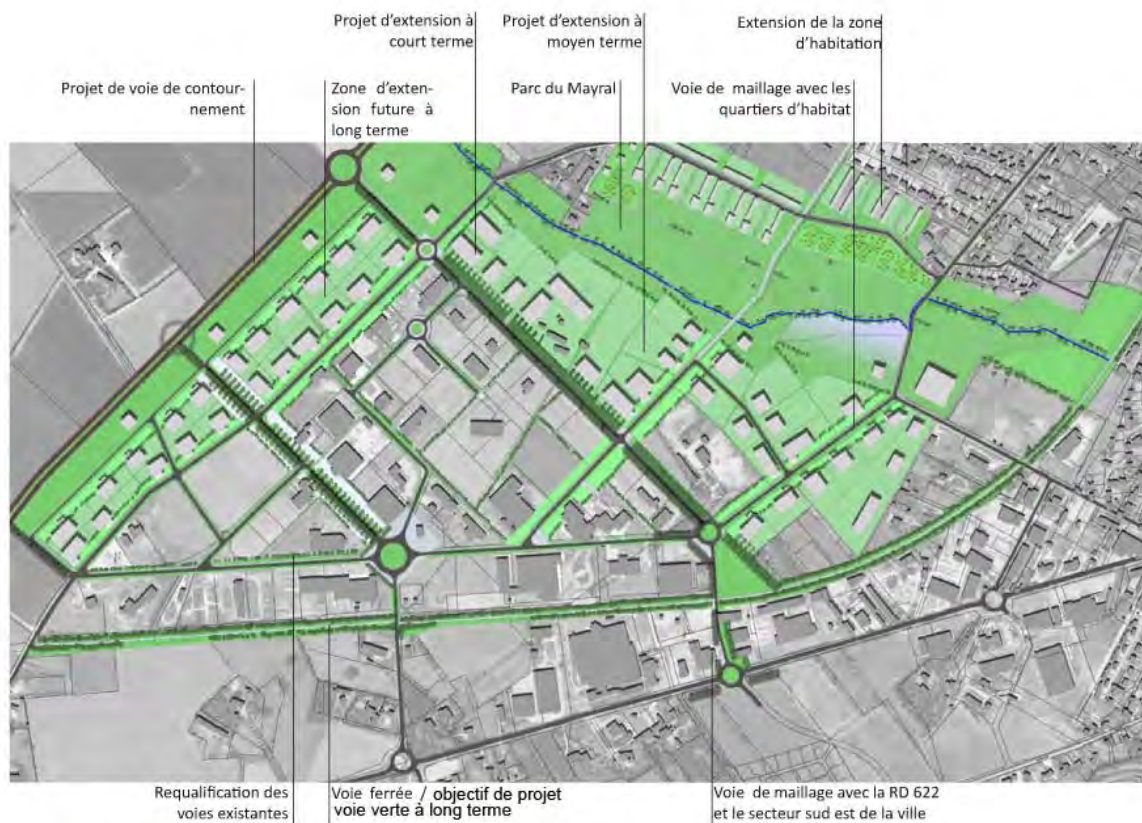 Projet d'extension à
court terme
Projet d'extension à
moyen terme
Extension de la zone
d'habitation
Projet de voie de contour-
nement
Zone d'exten-
sion future à
long terme
Parc du Mayral
Voie de maillage avec les
quartiers d'habitat
Requalification des
voies existantes
Voie ferrée / objectif de projet
voie verte à long terme
Voie de maillage avec la RD 622
et le secteur sud est de la ville